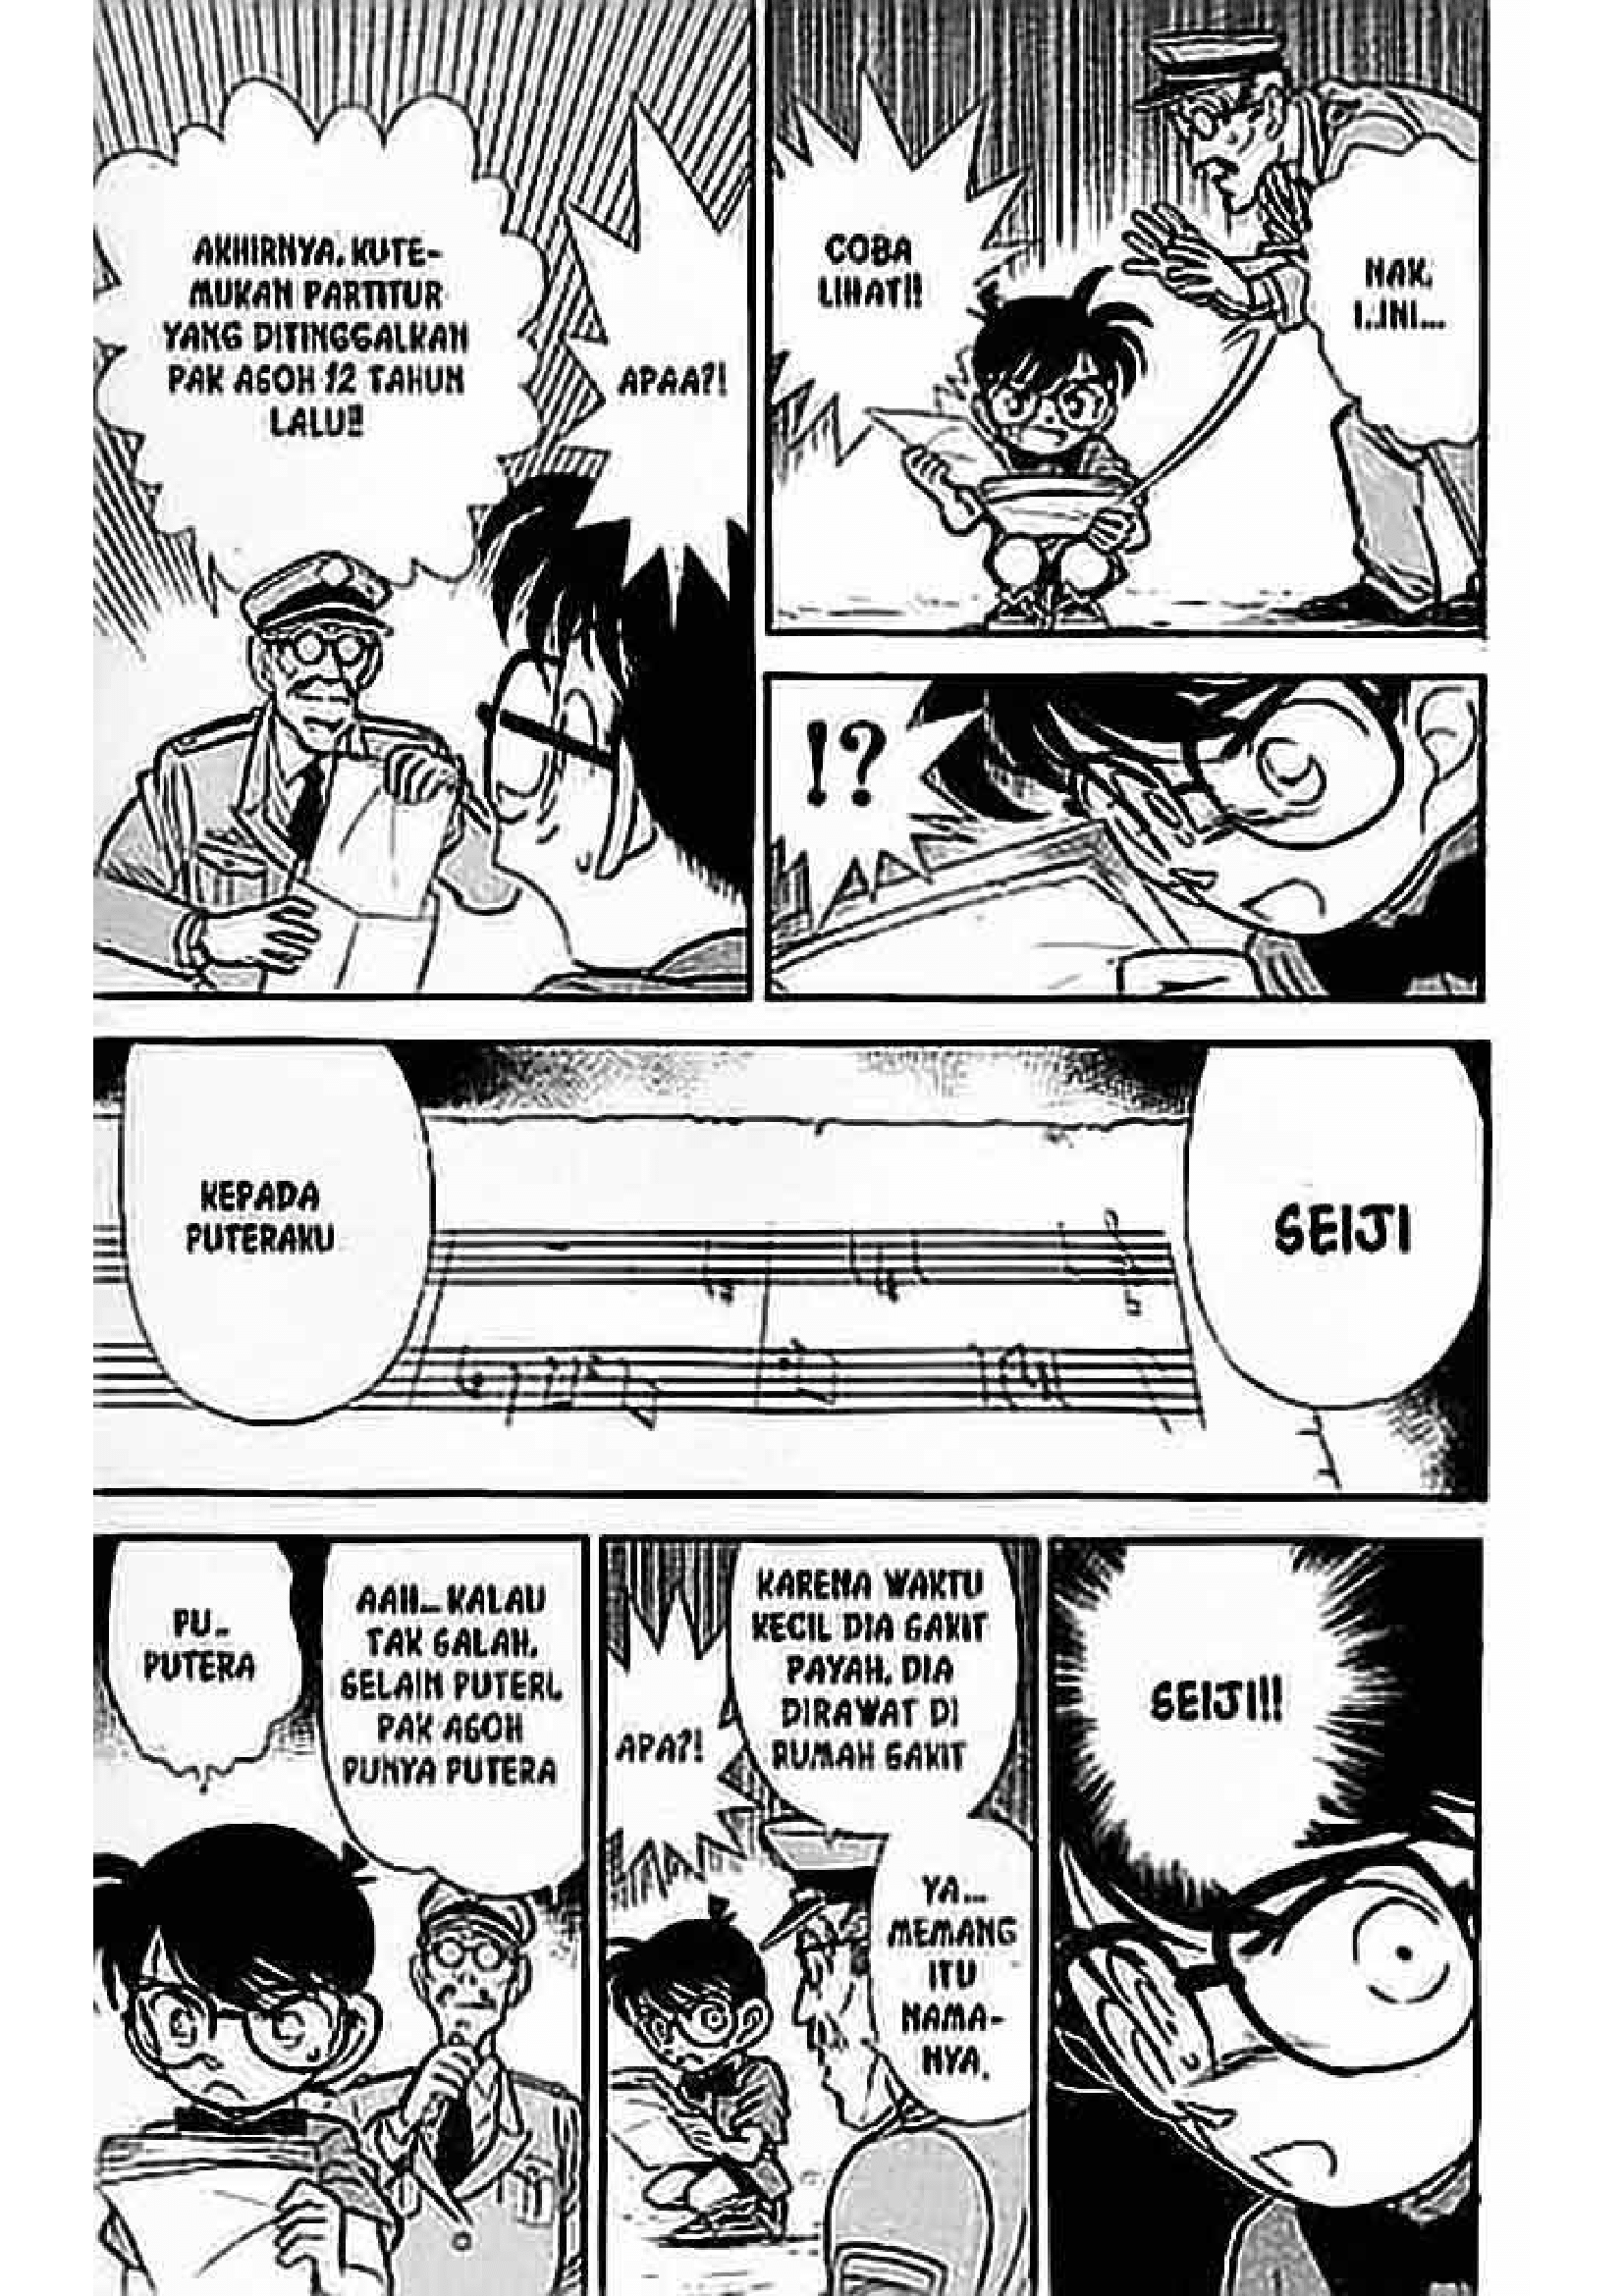 AKHIRNYA, KUTE-
MUKAN PARTITUR
YANG DITINGGALKAN
PAK ASOH 12 TAHUN
LALU!!
APAA?!
COBA
LIHAT!!
NAK,
I..INI...
!?
KEPADA
PUTERAKU
SEIJI
PU..
PUTERA
AAH... KALAU
TAK SALAH,
SELAIN PUTERI,
PAK ASOH
PUNYA PUTERA
KARENA WAKTU
KECIL DIA SAKIT
PAYAH, DIA
DIRAWAT DI
RUMAH SAKIT
APA?!
YA...
MEMANG
ITU
NAMA-
NYA.
SEIJI!!!